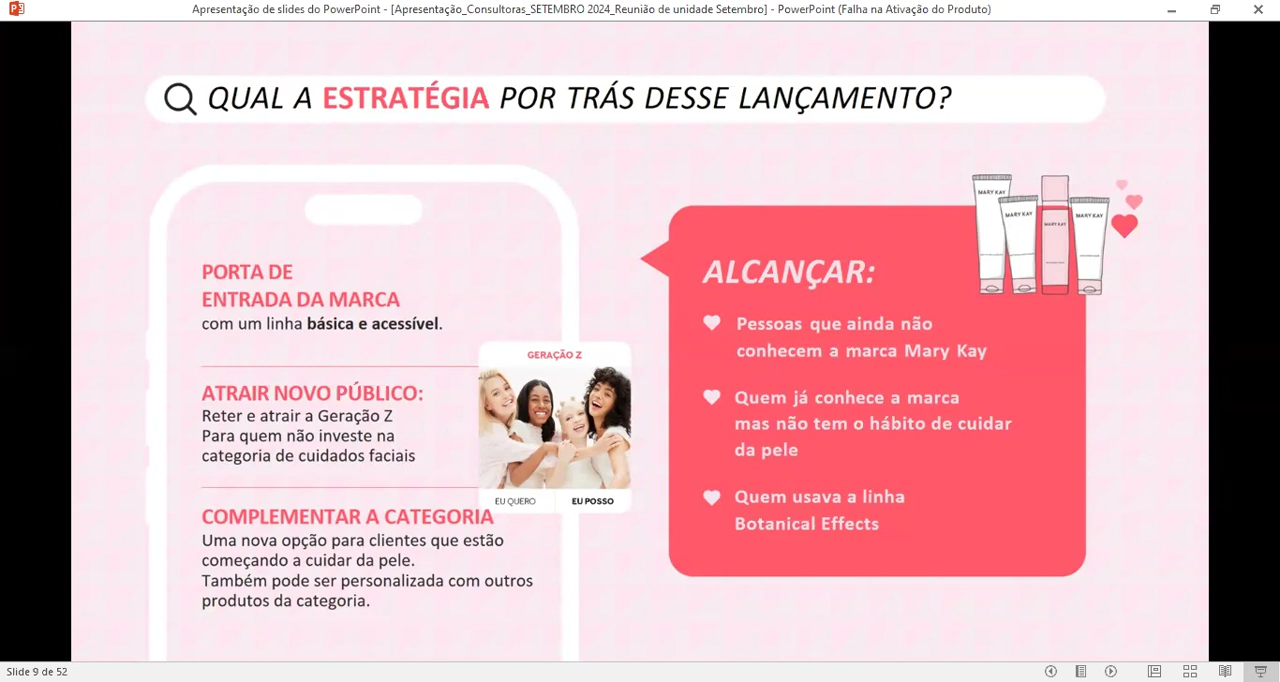 Apresentação de slides do PowerPoint - [Apresentação_Consultoras_SETEMBRO 2024_Reunião de unidade Setembro] - PowerPoint (Falha na Ativação do Produto)
QUAL A ESTRATÉGIA POR TRÁS DESSE LANÇAMENTO?
PORTA DE
ENTRADA DA MARCA
com um linha básica e acessível.
ATRAIR NOVO PÚBLICO:
Reter e atrair a Geração Z
Para quem não investe na
categoria de cuidados faciais
GERAÇÃO Z
EU QUERO
EU POSSO
COMPLEMENTAR A CATEGORIA
Uma nova opção para clientes que estão
começando a cuidar da pele.
Também pode ser personalizada com outros
produtos da categoria.
MARY KAY
MARY KAY
MARY KAY
MARY KAY
ALCANÇAR:
Pessoas que ainda não
conhecem a marca Mary Kay
Quem já conhece a marca
mas não tem o hábito de cuidar
da pele
Quem usava a linha
Botanical Effects
Slide 9 de 52